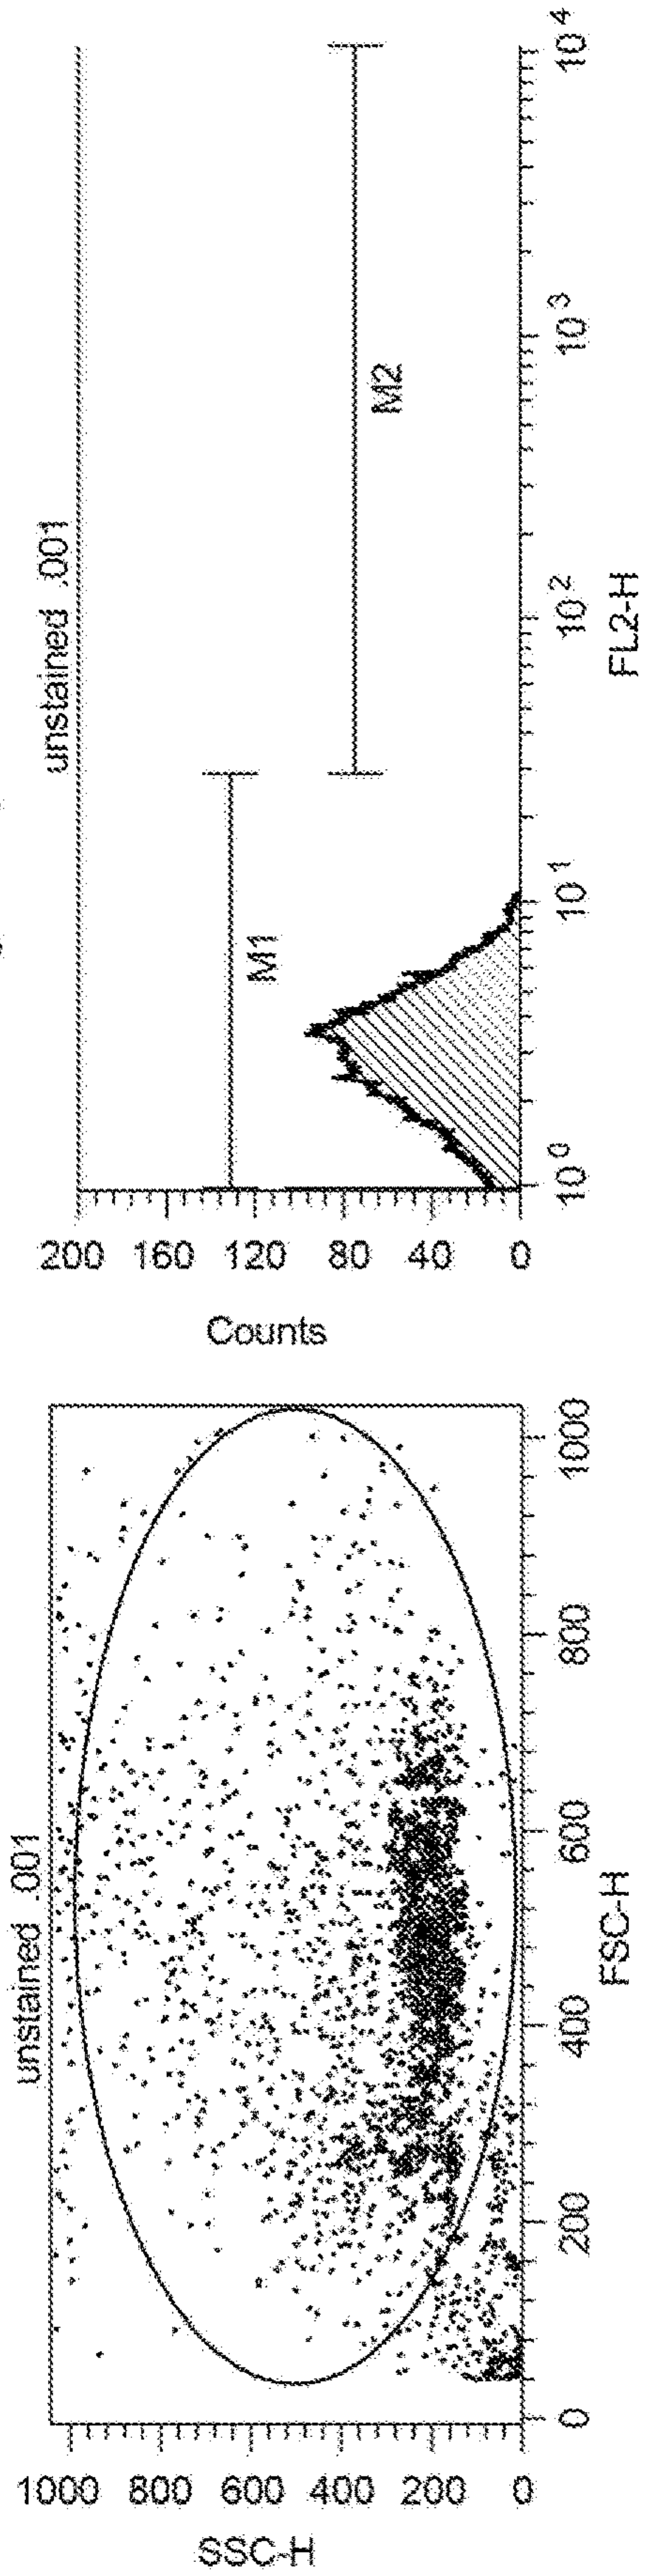 unstained .001
1000 800 600 400 200 0
SSC-H
0 200 400 600 800 1000
FSC-H
unstained .001
200 160 120 80 40 0
Counts
M1
M2
10⁰ 10¹ 10² 10³ 10⁴
FL2-H